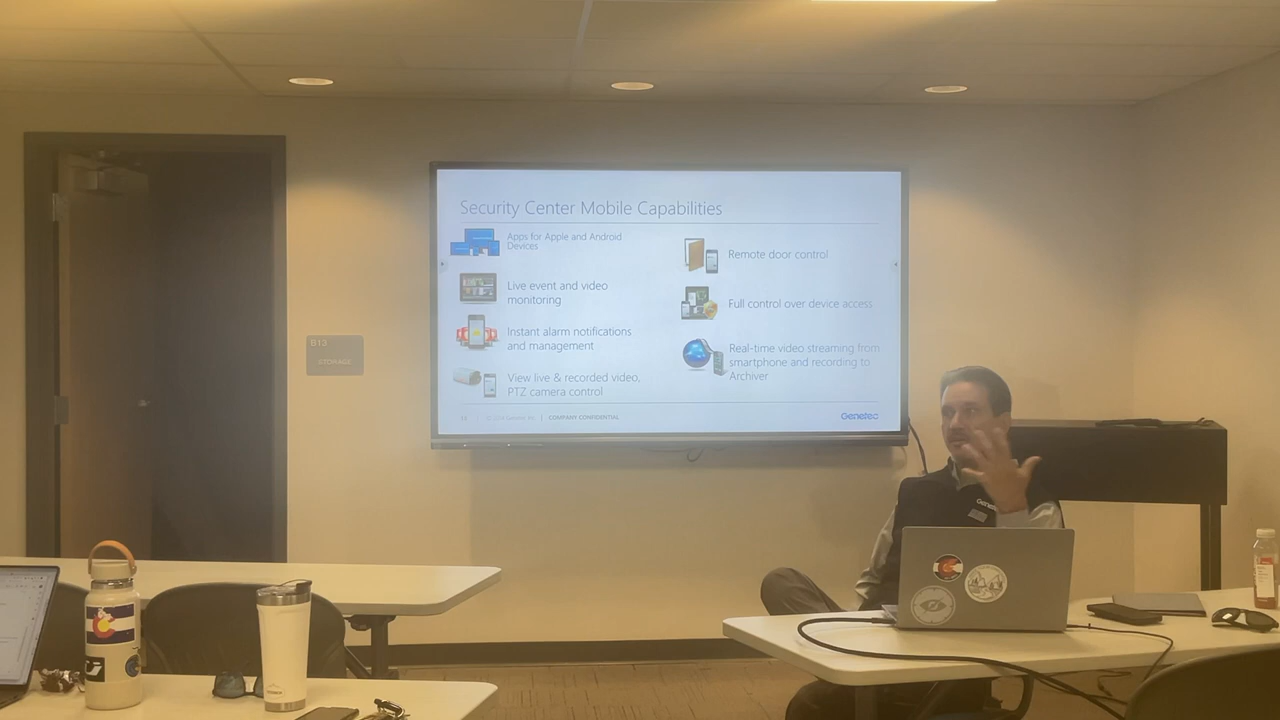 Security Center Mobile Capabilities
Apps for Apple and Android
Devices
Live event and video
monitoring
Instant alarm notifications
and management
View live & recorded video,
PTZ camera control
Remote door control
Full control over device access
Real-time video streaming from
smartphone and recording to
Archiver
COMPANY CONFIDENTIAL
Genetec
B13
STORAGE
Genetec